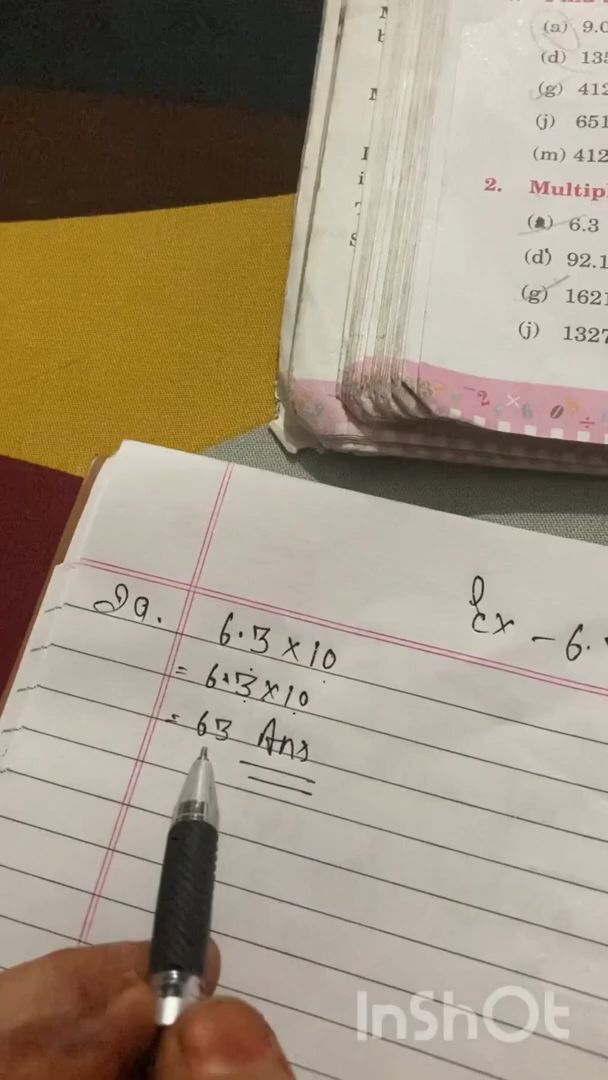 (a) 9.0
(d) 135
(g) 412
(j) 651
(m) 412
2. Multip
(a) 6.3
(d) 92.1
(g) 1621
(j) 1327
Ex - 6.
2a. 6.3 × 10
= 6.3 × 10
= 63 Ans
InShOt